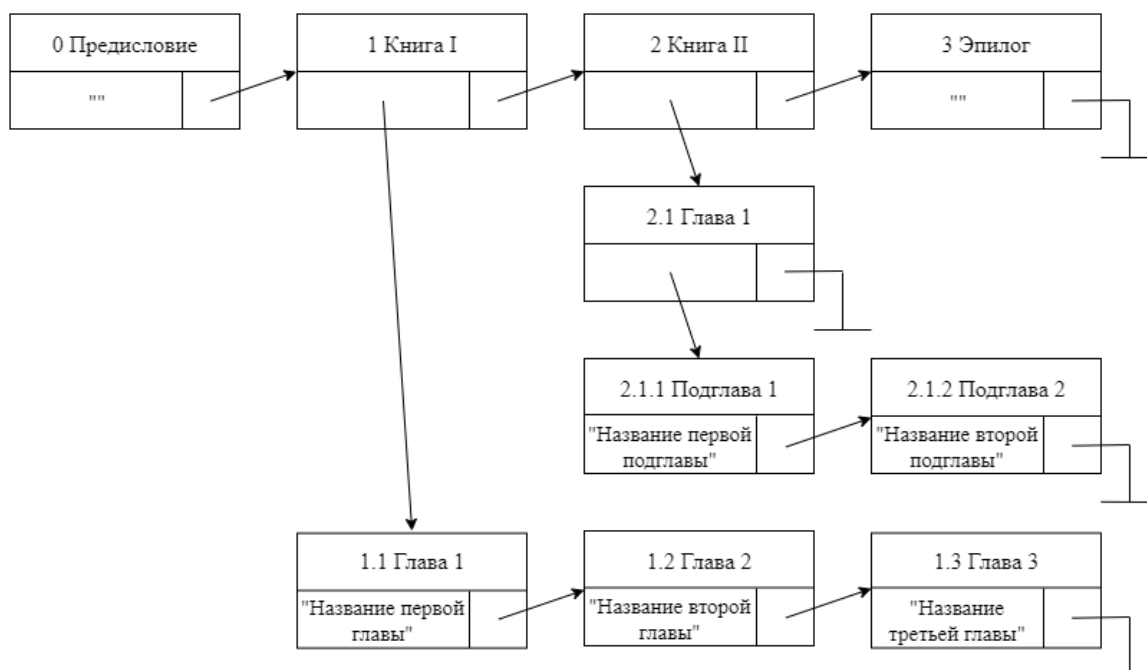 0 Предисловие
1 Книга I
2 Книга II
3 Эпилог
""
""
2.1 Глава 1
2.1.1 Подглава 1
2.1.2 Подглава 2
"Название первой
подглавы"
"Название второй
подглавы"
1.1 Глава 1
1.2 Глава 2
1.3 Глава 3
"Название первой
главы"
"Название второй
главы"
"Название
третьей главы"